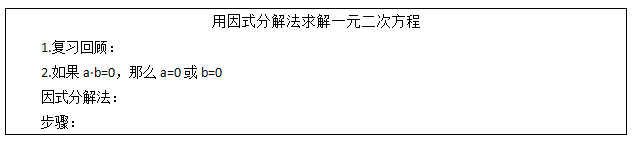 用因式分解法求解一元二次方程
1.复习回顾：
2.如果 a·b=0，那么 a=0 或 b=0
因式分解法：
步骤：